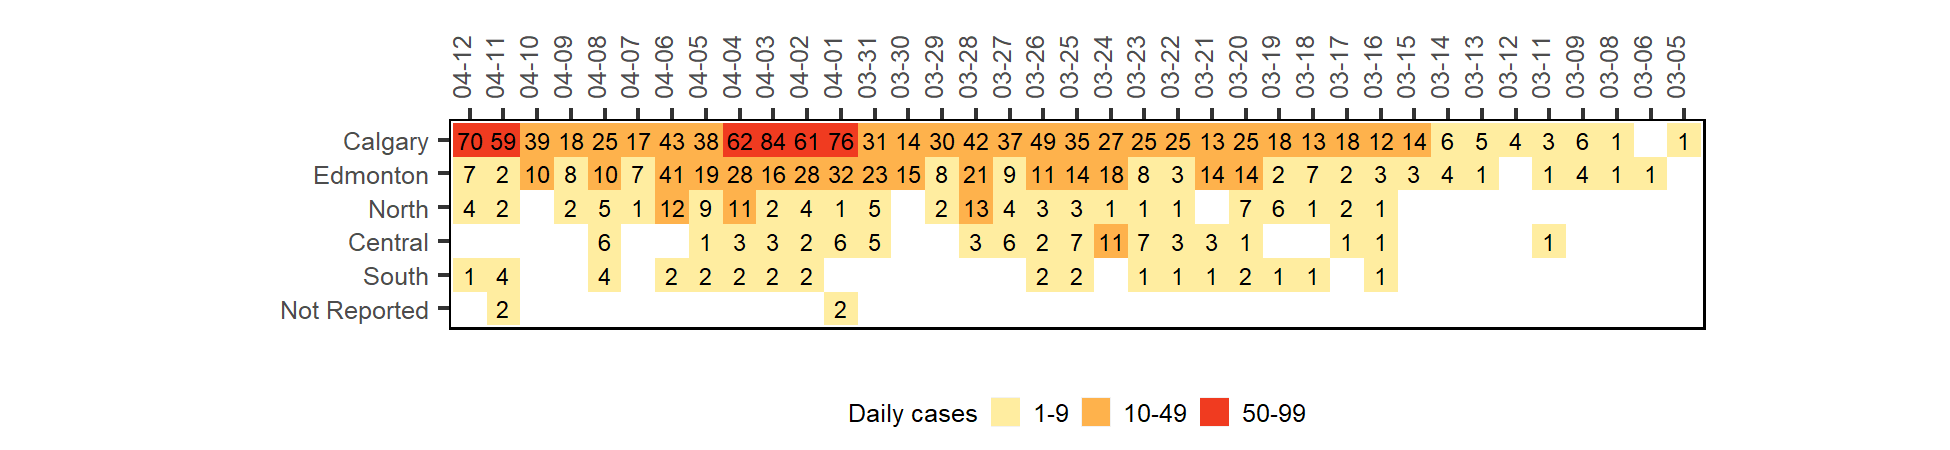 04-12 04-11 04-10 04-09 04-08 04-07 04-06 04-05 04-04 04-03 04-02 04-01 03-31 03-30 03-29 03-28 03-27 03-26 03-25 03-24 03-23 03-22 03-21 03-20 03-19 03-18 03-17 03-16 03-15 03-14 03-13 03-12 03-11 03-09 03-08 03-06 03-05
Calgary 70 59 39 18 25 17 43 38 62 84 61 76 31 14 30 42 37 49 35 27 25 25 13 25 18 13 18 12 14 6 5 4 3 6 1 1
Edmonton 7 2 10 8 10 7 41 19 28 16 28 32 23 15 8 21 9 11 14 18 8 3 14 14 2 7 2 3 3 4 1 1 4 1 1
North 4 2 2 5 1 12 9 11 2 4 1 5 2 13 4 3 3 1 1 1 7 6 1 2 1
Central 6 1 3 3 2 6 5 3 6 2 7 11 7 3 3 1 1 1 1
South 1 4 4 2 2 2 2 2 2 2 1 1 1 2 1 1 1
Not Reported 2 2
Daily cases 1-9 10-49 50-99